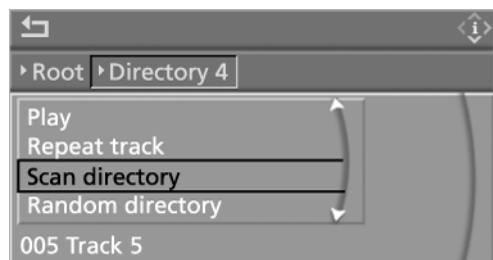 i
Root Directory 4
Play
Repeat track
Scan directory
Random directory
005 Track 5